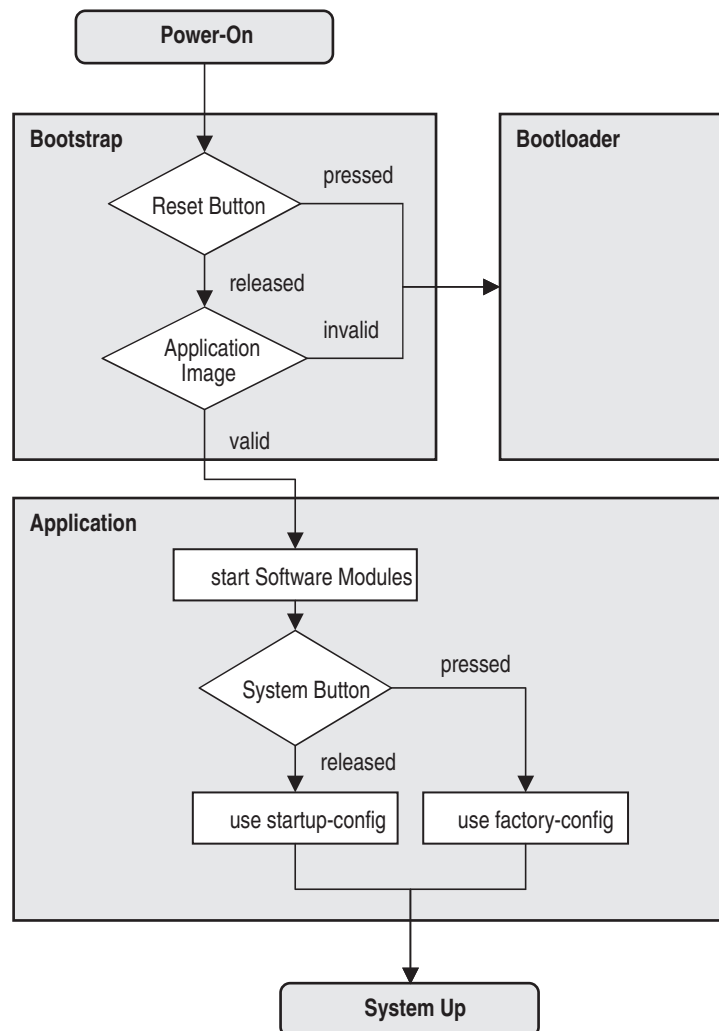 Power-On
Bootstrap
Bootloader
Reset Button
pressed
released
Application
Image
invalid
valid
Application
start Software Modules
System Button
pressed
released
use startup-config
use factory-config
System Up